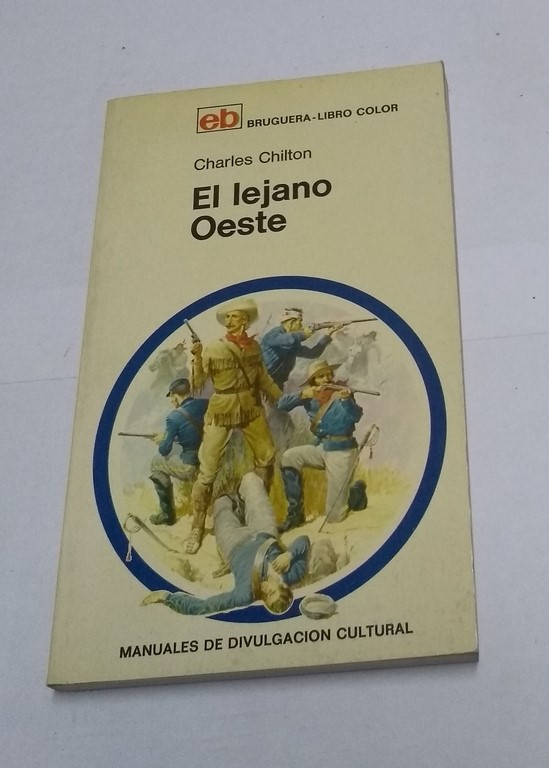 eb BRUGUERA-LIBRO COLOR
Charles Chilton
El lejano
Oeste
MANUALES DE DIVULGACION CULTURAL